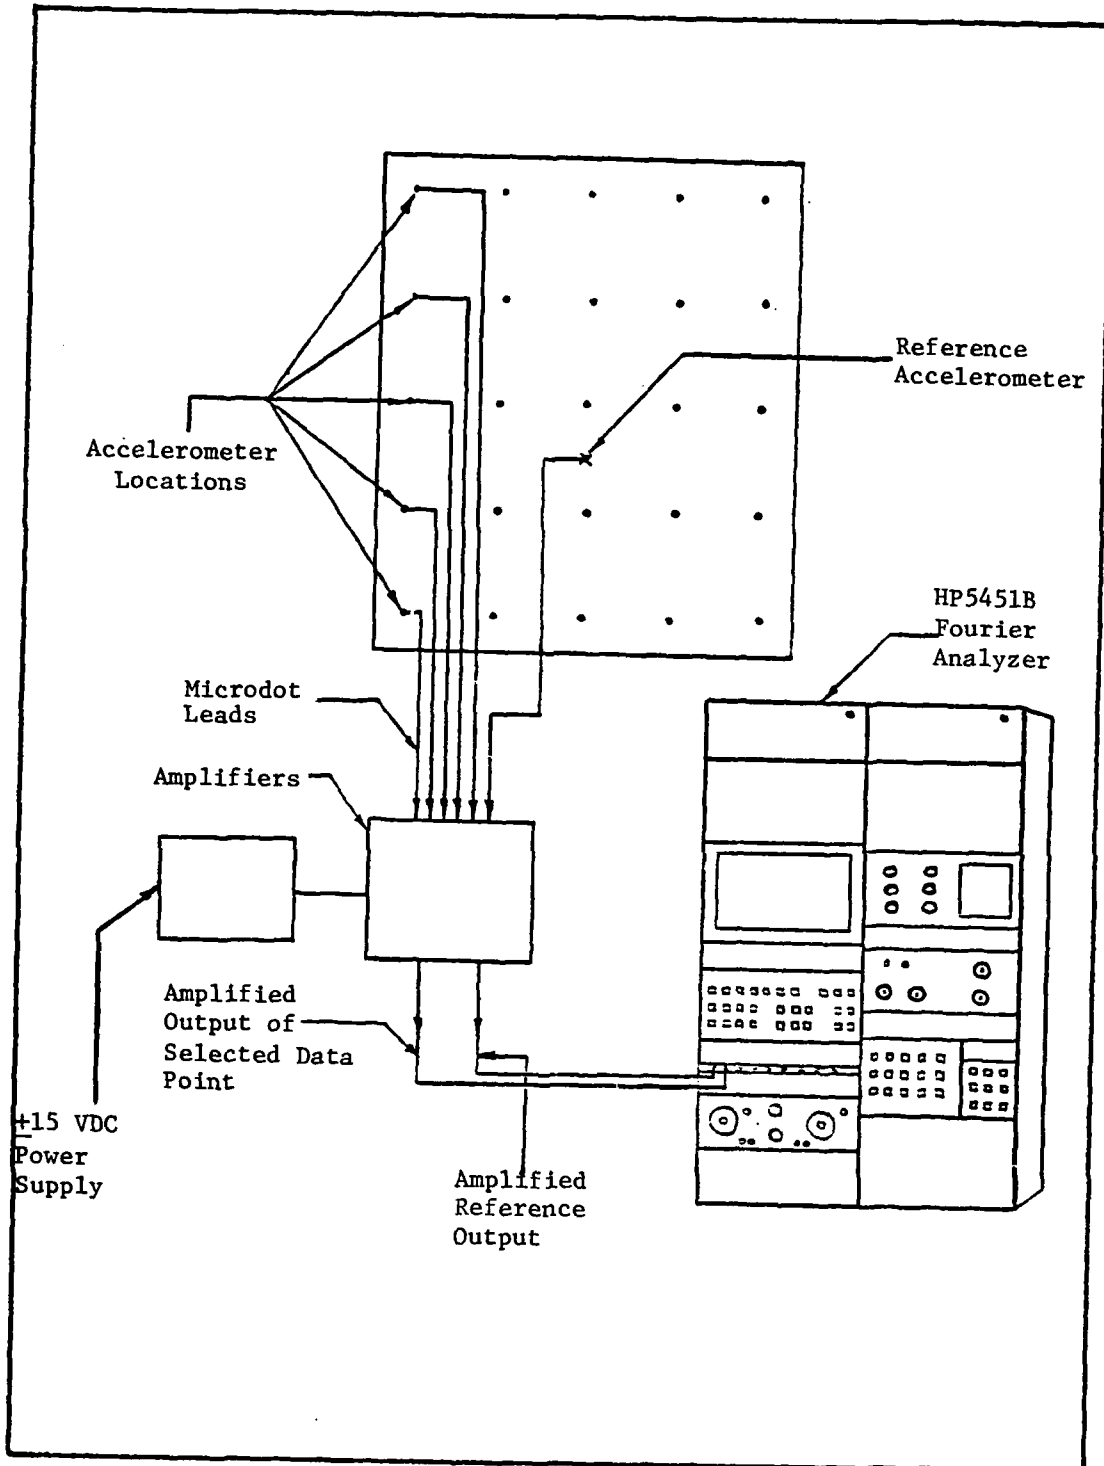 Reference
Accelerometer
Accelerometer
Locations
HP5451B
Fourier
Analyzer
Microdot
Leads
Amplifiers
Amplified
Output of
Selected Data
Point
±15 VDC
Power
Supply
Amplified
Reference
Output